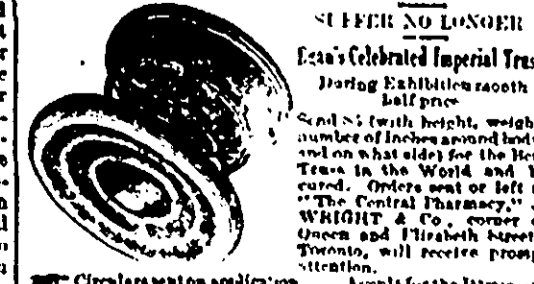 SUFFER NO LONGER
Egan's Celebrated Imperial Truss
During Exhibition month
half price
Send $5 (with height, weight
number of inches around body
and on what side) for the Best
Truss in the World and be
cured. Orders sent or left at
"The Central Pharmacy,"
WRIGHT & Co., corner of
Queen and Elizabeth Streets
Toronto, will receive prompt
attention.
Circulars sent on application